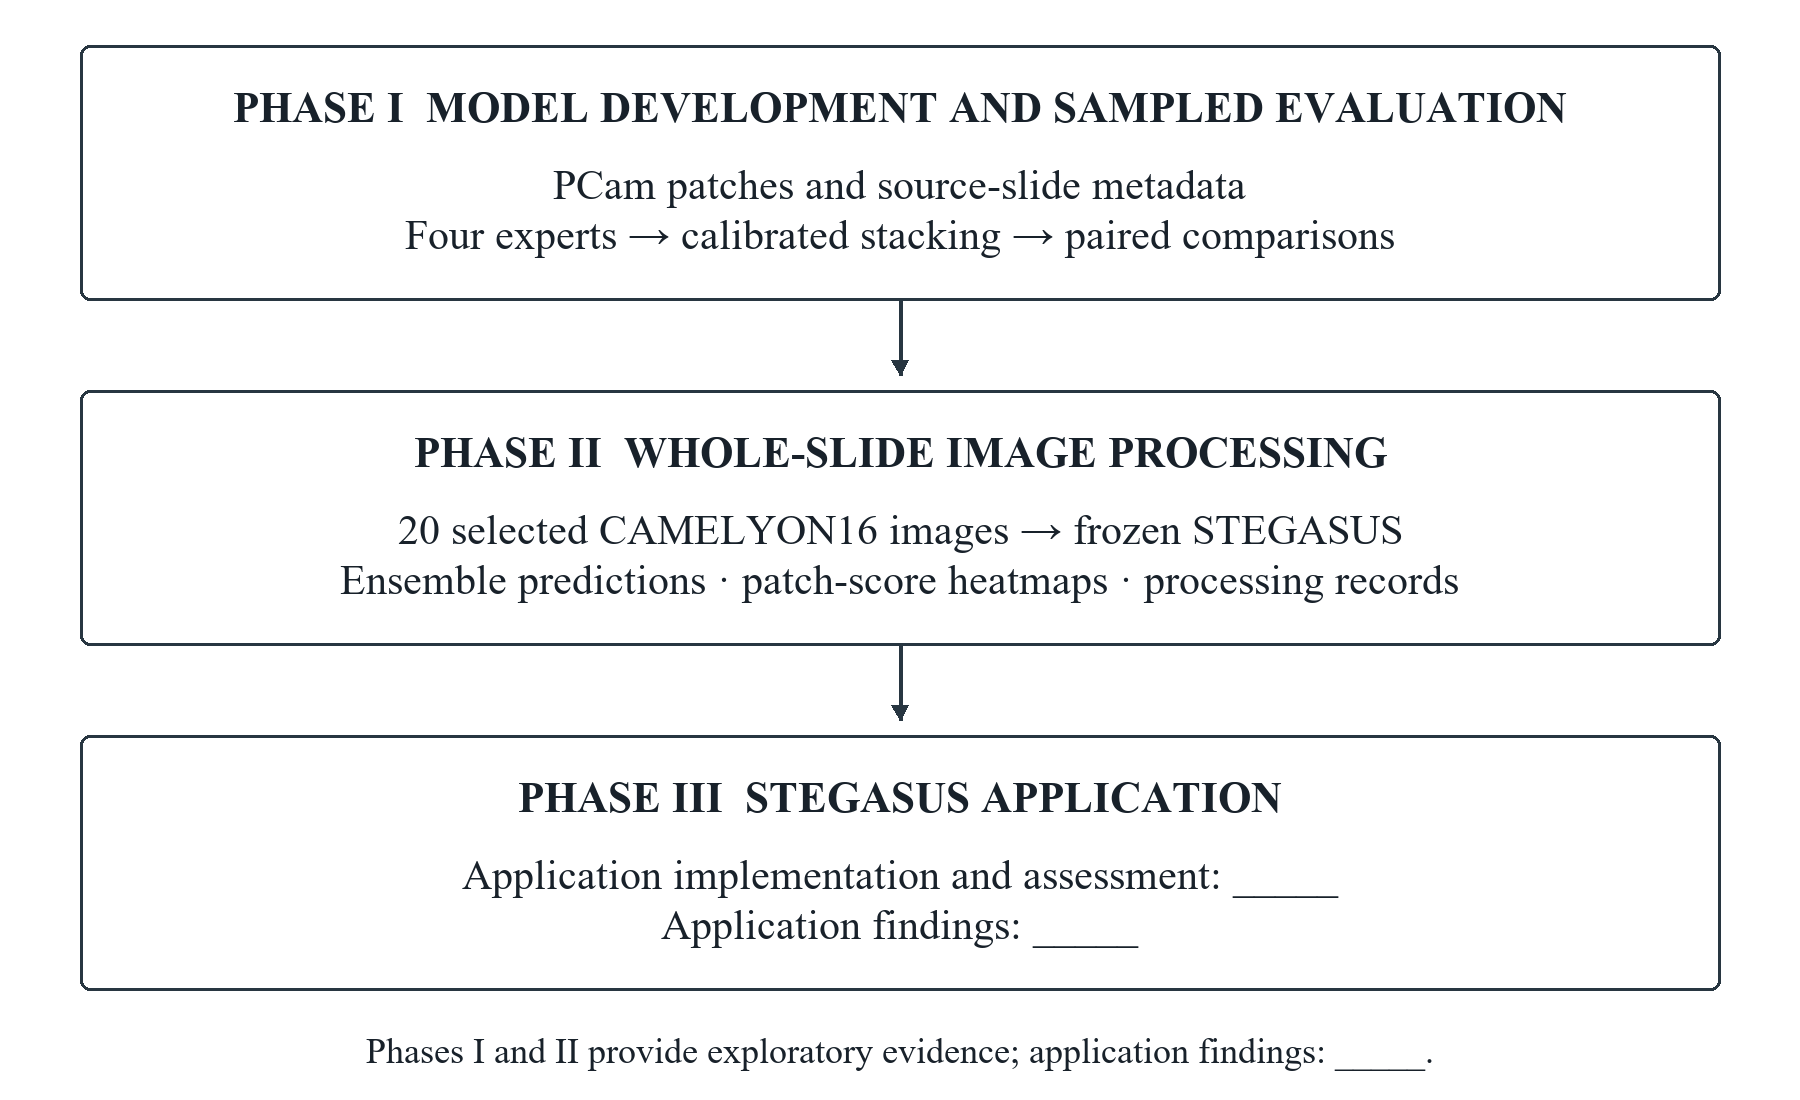 PHASE I  MODEL DEVELOPMENT AND SAMPLED EVALUATION
PCam patches and source-slide metadata
Four experts → calibrated stacking → paired comparisons
PHASE II  WHOLE-SLIDE IMAGE PROCESSING
20 selected CAMELYON16 images → frozen STEGASUS
Ensemble predictions · patch-score heatmaps · processing records
PHASE III  STEGASUS APPLICATION
Application implementation and assessment: _____
Application findings: _____
Phases I and II provide exploratory evidence; application findings: _____.